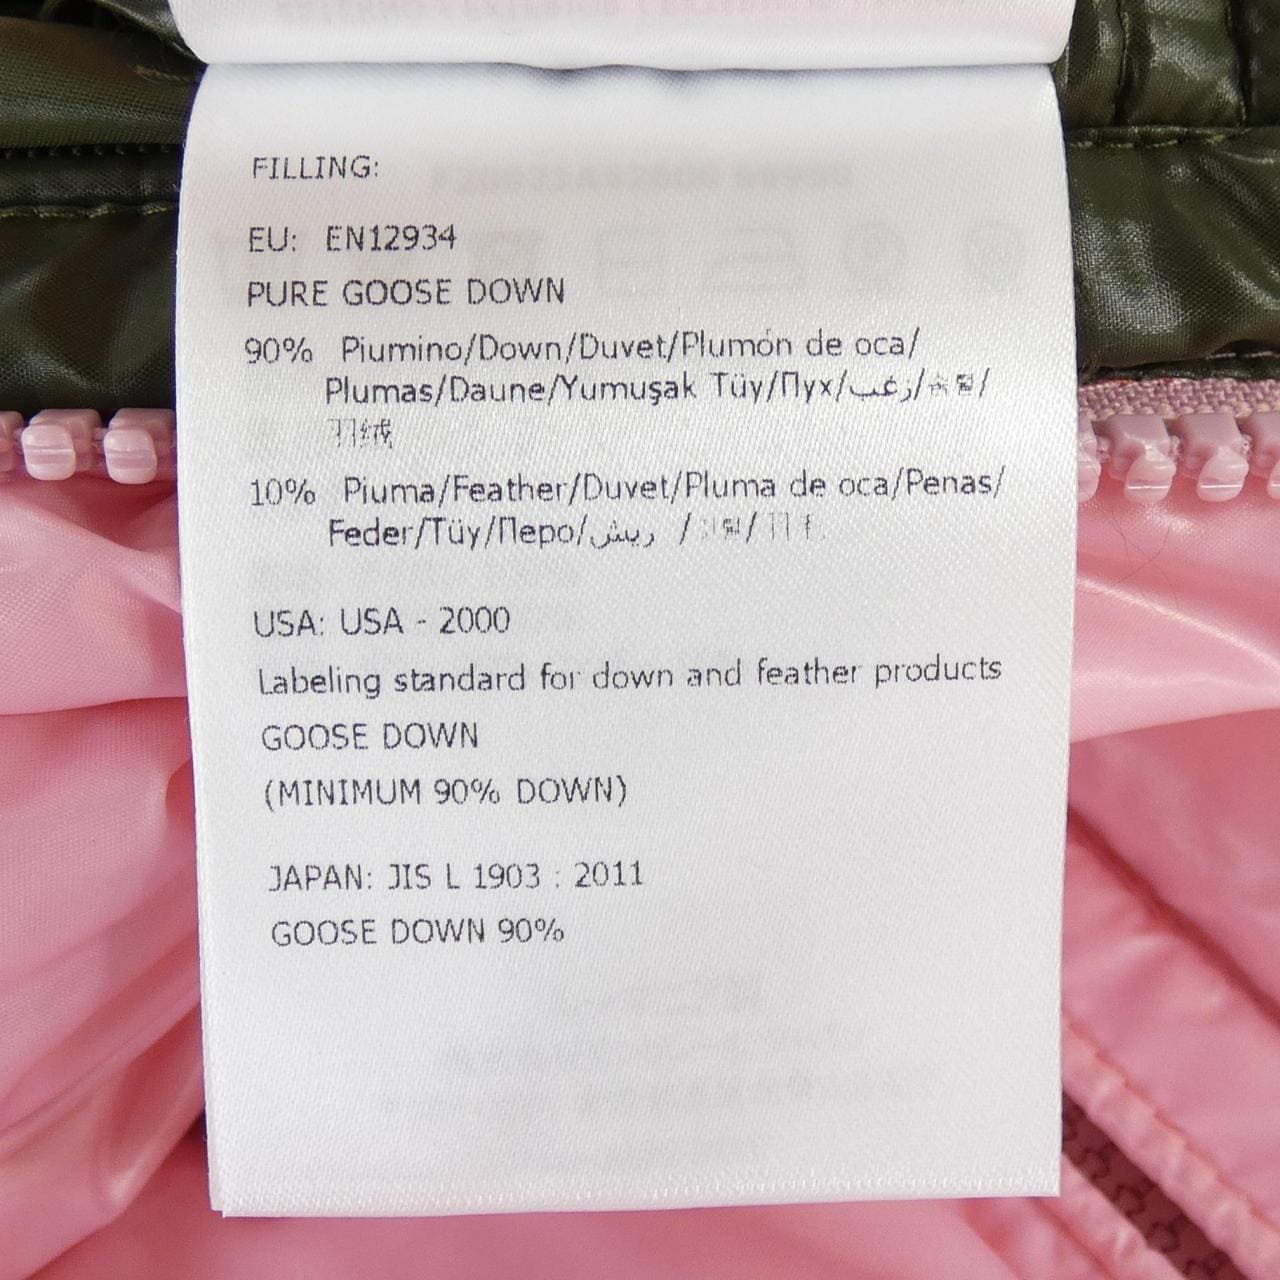 FILLING:
EU: EN12934
PURE GOOSE DOWN
90% Piumino/Down/Duvet/Plumón de oca/
Plumas/Daune/Yumuşak Tüy/Пух/زغب/
羽绒
10% Piuma/Feather/Duvet/Pluma de oca/Penas/
Feder/Tüy/Перо/ريش /
USA: USA - 2000
Labeling standard for down and feather products
GOOSE DOWN
(MINIMUM 90% DOWN)
JAPAN: JIS L 1903 : 2011
GOOSE DOWN 90%